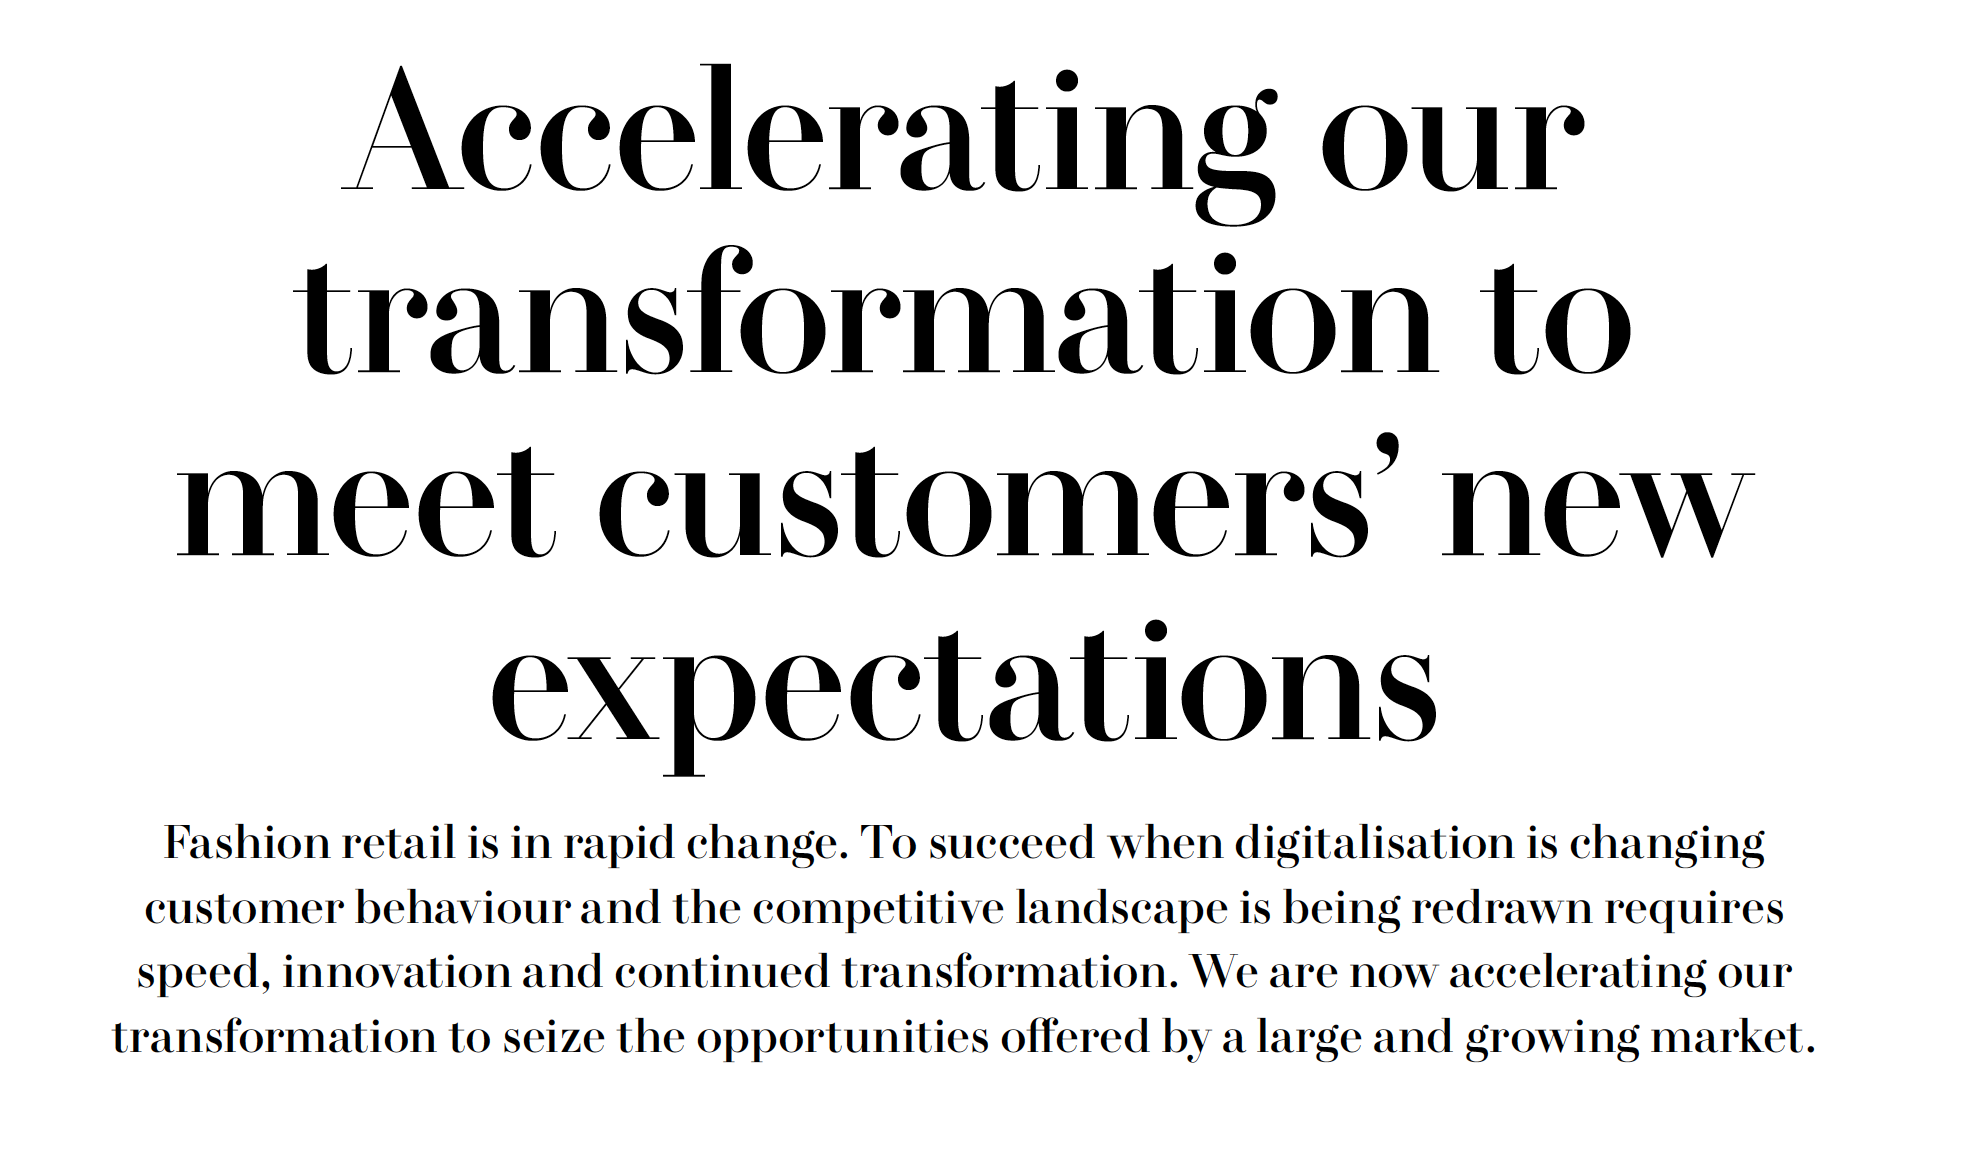 Accelerating our
transformation to
meet customers’ new
expectations
Fashion retail is in rapid change. To succeed when digitalisation is changing
customer behaviour and the competitive landscape is being redrawn requires
speed, innovation and continued transformation. We are now accelerating our
transformation to seize the opportunities offered by a large and growing market.